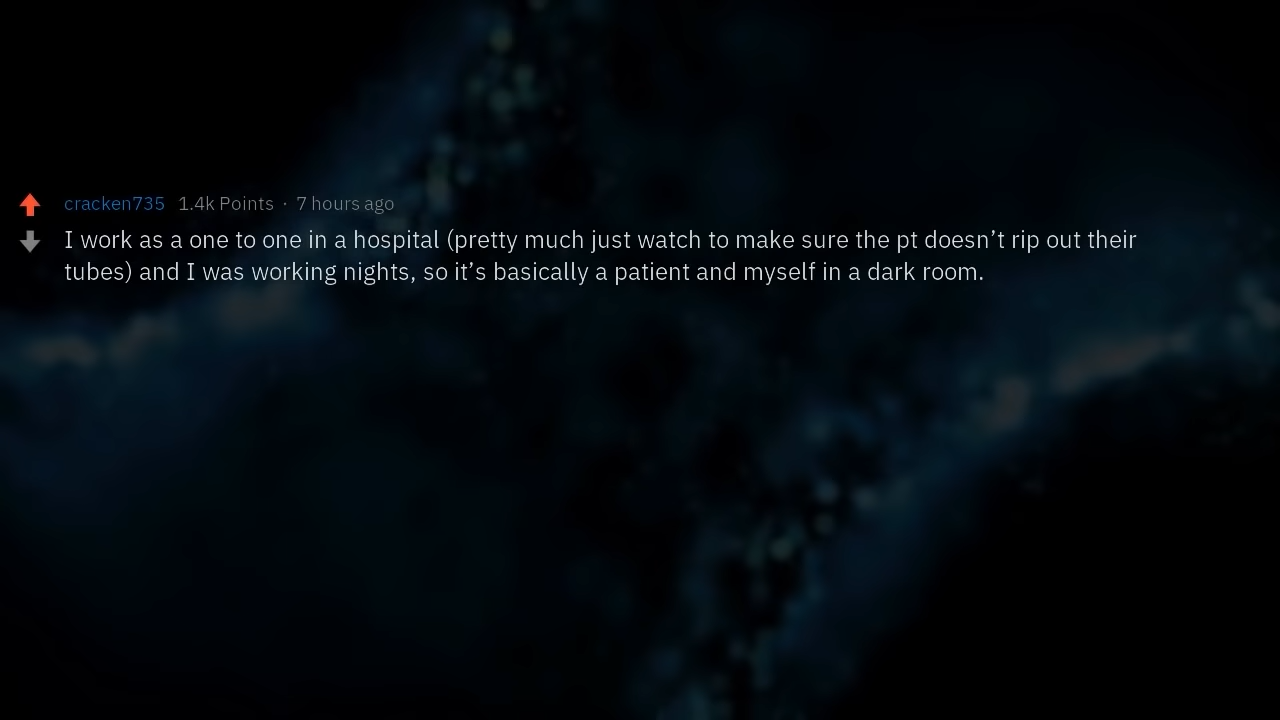 cracken735 1.4k Points · 7 hours ago
I work as a one to one in a hospital (pretty much just watch to make sure the pt doesn’t rip out their
tubes) and I was working nights, so it’s basically a patient and myself in a dark room.